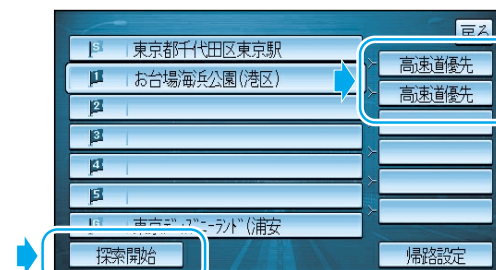 戻る
S 東京都千代田区東京駅
高速道優先
1 お台場海浜公園(港区)
高速道優先
2
3
4
5
東京ディズニーランド(浦安
探索開始
帰路設定